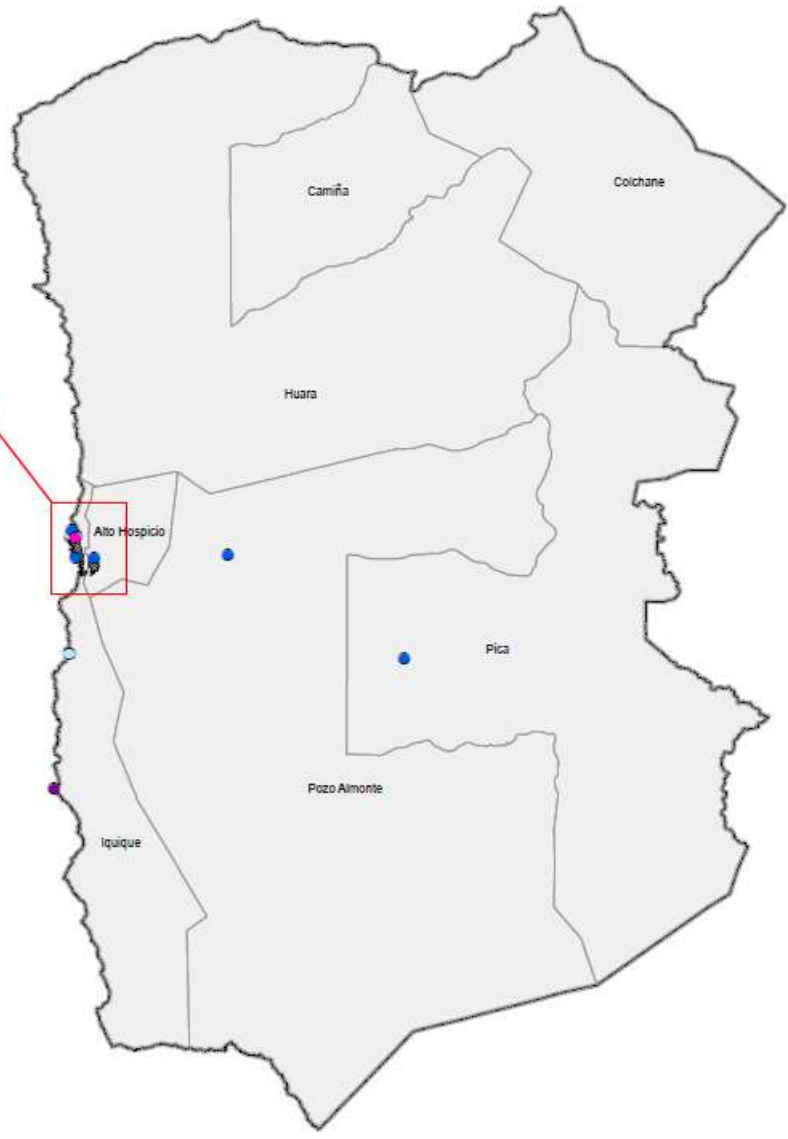 Camiña
Colchane
Huara
Alto Hospicio
Pica
Pozo Almonte
Iquique